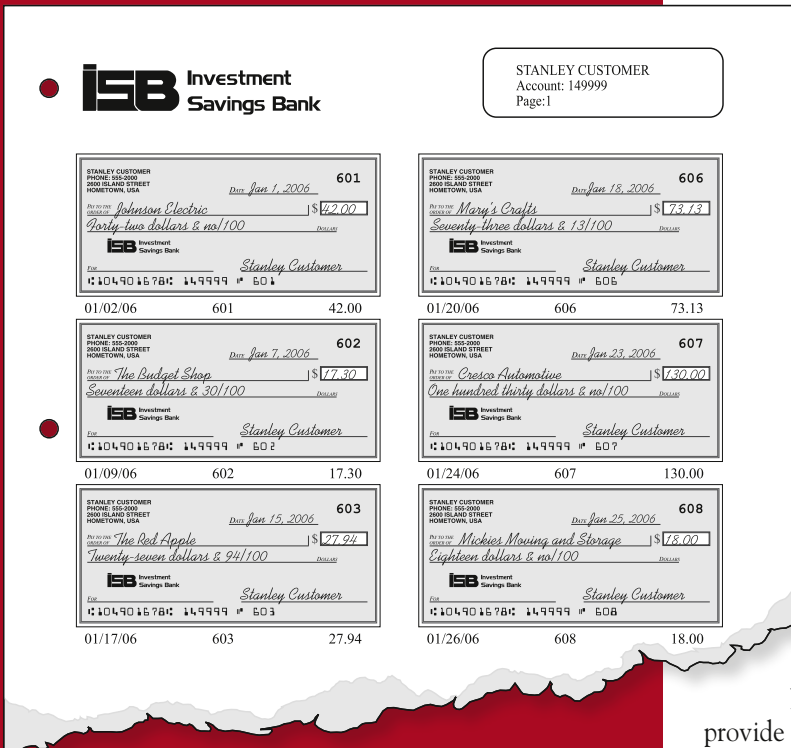 ISB Investment
Savings Bank
STANLEY CUSTOMER
Account: 149999
Page:1
STANLEY CUSTOMER
PHONE: 555-2000
2600 ISLAND STREET
HOMETOWN, USA
601
DATE Jan 1, 2006
PAY TO THE
ORDER OF Johnson Electric $ 42.00
Forty-two dollars & no/100 DOLLARS
ISB Investment
Savings Bank
FOR Stanley Customer
⑆104901678⑆ 149999 ⑈ 601
01/02/06 601 42.00
STANLEY CUSTOMER
PHONE: 555-2000
2600 ISLAND STREET
HOMETOWN, USA
606
DATE Jan 18, 2006
PAY TO THE
ORDER OF Mary's Crafts $ 73.13
Seventy-three dollars & 13/100 DOLLARS
ISB Investment
Savings Bank
FOR Stanley Customer
⑆104901678⑆ 149999 ⑈ 606
01/20/06 606 73.13
STANLEY CUSTOMER
PHONE: 555-2000
2600 ISLAND STREET
HOMETOWN, USA
602
DATE Jan 7, 2006
PAY TO THE
ORDER OF The Budget Shop $ 17.30
Seventeen dollars & 30/100 DOLLARS
ISB Investment
Savings Bank
FOR Stanley Customer
⑆104901678⑆ 149999 ⑈ 602
01/09/06 602 17.30
STANLEY CUSTOMER
PHONE: 555-2000
2600 ISLAND STREET
HOMETOWN, USA
607
DATE Jan 23, 2006
PAY TO THE
ORDER OF Cresco Automotive $ 130.00
One hundred thirty dollars & no/100 DOLLARS
ISB Investment
Savings Bank
FOR Stanley Customer
⑆104901678⑆ 149999 ⑈ 607
01/24/06 607 130.00
STANLEY CUSTOMER
PHONE: 555-2000
2600 ISLAND STREET
HOMETOWN, USA
603
DATE Jan 15, 2006
PAY TO THE
ORDER OF The Red Apple $ 27.94
Twenty-seven dollars & 94/100 DOLLARS
ISB Investment
Savings Bank
FOR Stanley Customer
⑆104901678⑆ 149999 ⑈ 603
01/17/06 603 27.94
STANLEY CUSTOMER
PHONE: 555-2000
2600 ISLAND STREET
HOMETOWN, USA
608
DATE Jan 25, 2006
PAY TO THE
ORDER OF Mickies Moving and Storage $ 18.00
Eighteen dollars & no/100 DOLLARS
ISB Investment
Savings Bank
FOR Stanley Customer
⑆104901678⑆ 149999 ⑈ 608
01/26/06 608 18.00
provide